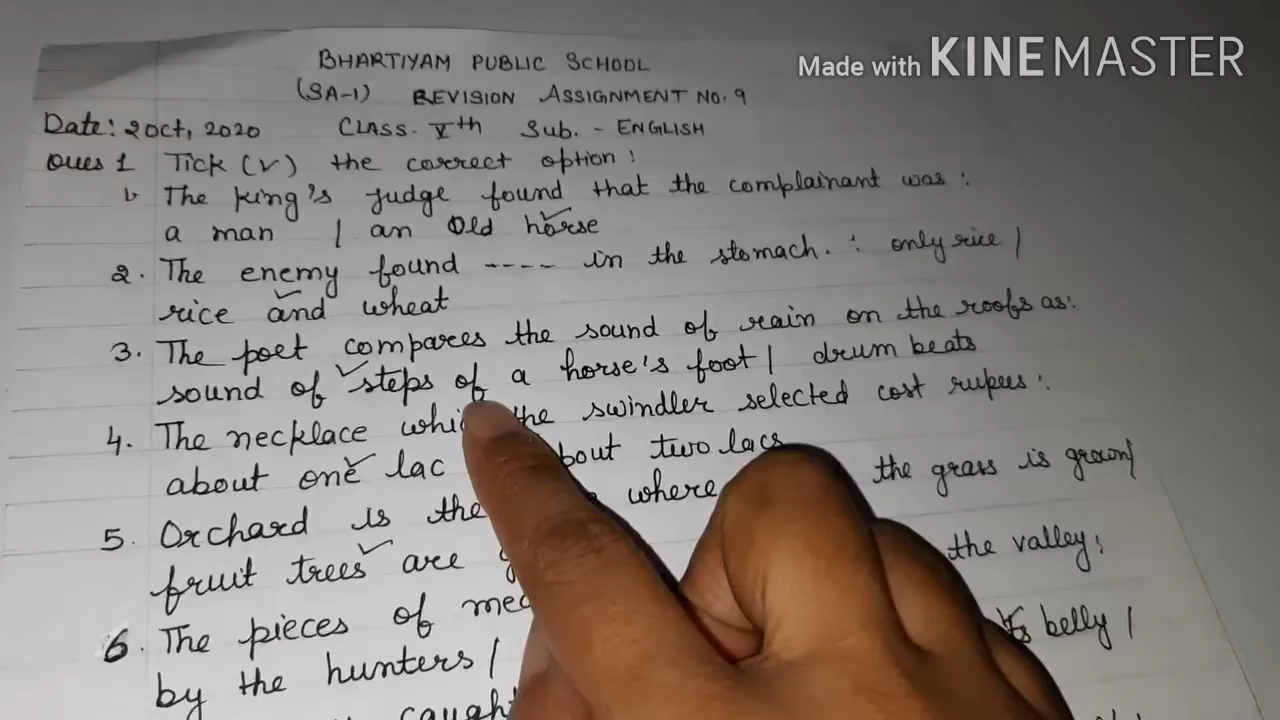 Made with KINEMASTER
BHARTIYAM PUBLIC SCHOOL
(SA-1) REVISION ASSIGNMENT NO. 9
Date: 2 Oct, 2020 CLASS. Vth Sub. - ENGLISH
Ques 1 Tick (✓) the correct option:
1. The king's judge found that the complainant was:
a man / an old horse ✓
2. The enemy found ---- in the stomach. : only rice /
rice and wheat ✓
3. The poet compares the sound of rain on the roofs as:
sound of ✓ steps of a horse's foot / drum beats
4. The necklace the swindler selected cost rupees:
about one ✓ lac about two lacs
5. Orchard is the where the grass is grown/
fruit trees ✓ are
6. The pieces of the valley:
by the hunters / belly /